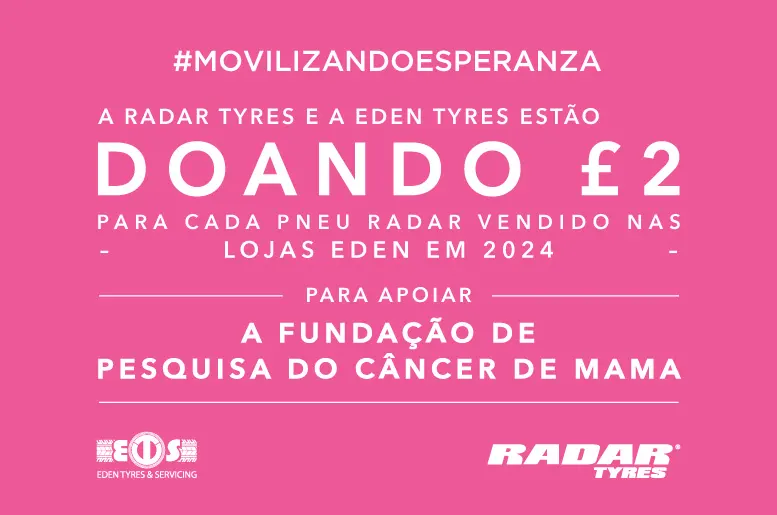 #MOVILIZANDOESPERANZA
A RADAR TYRES E A EDEN TYRES ESTÃO
DOANDO £2
PARA CADA PNEU RADAR VENDIDO NAS
- LOJAS EDEN EM 2024 -
PARA APOIAR
A FUNDAÇÃO DE
PESQUISA DO CÂNCER DE MAMA
ETS
EDEN TYRES & SERVICING
RADAR®
TYRES